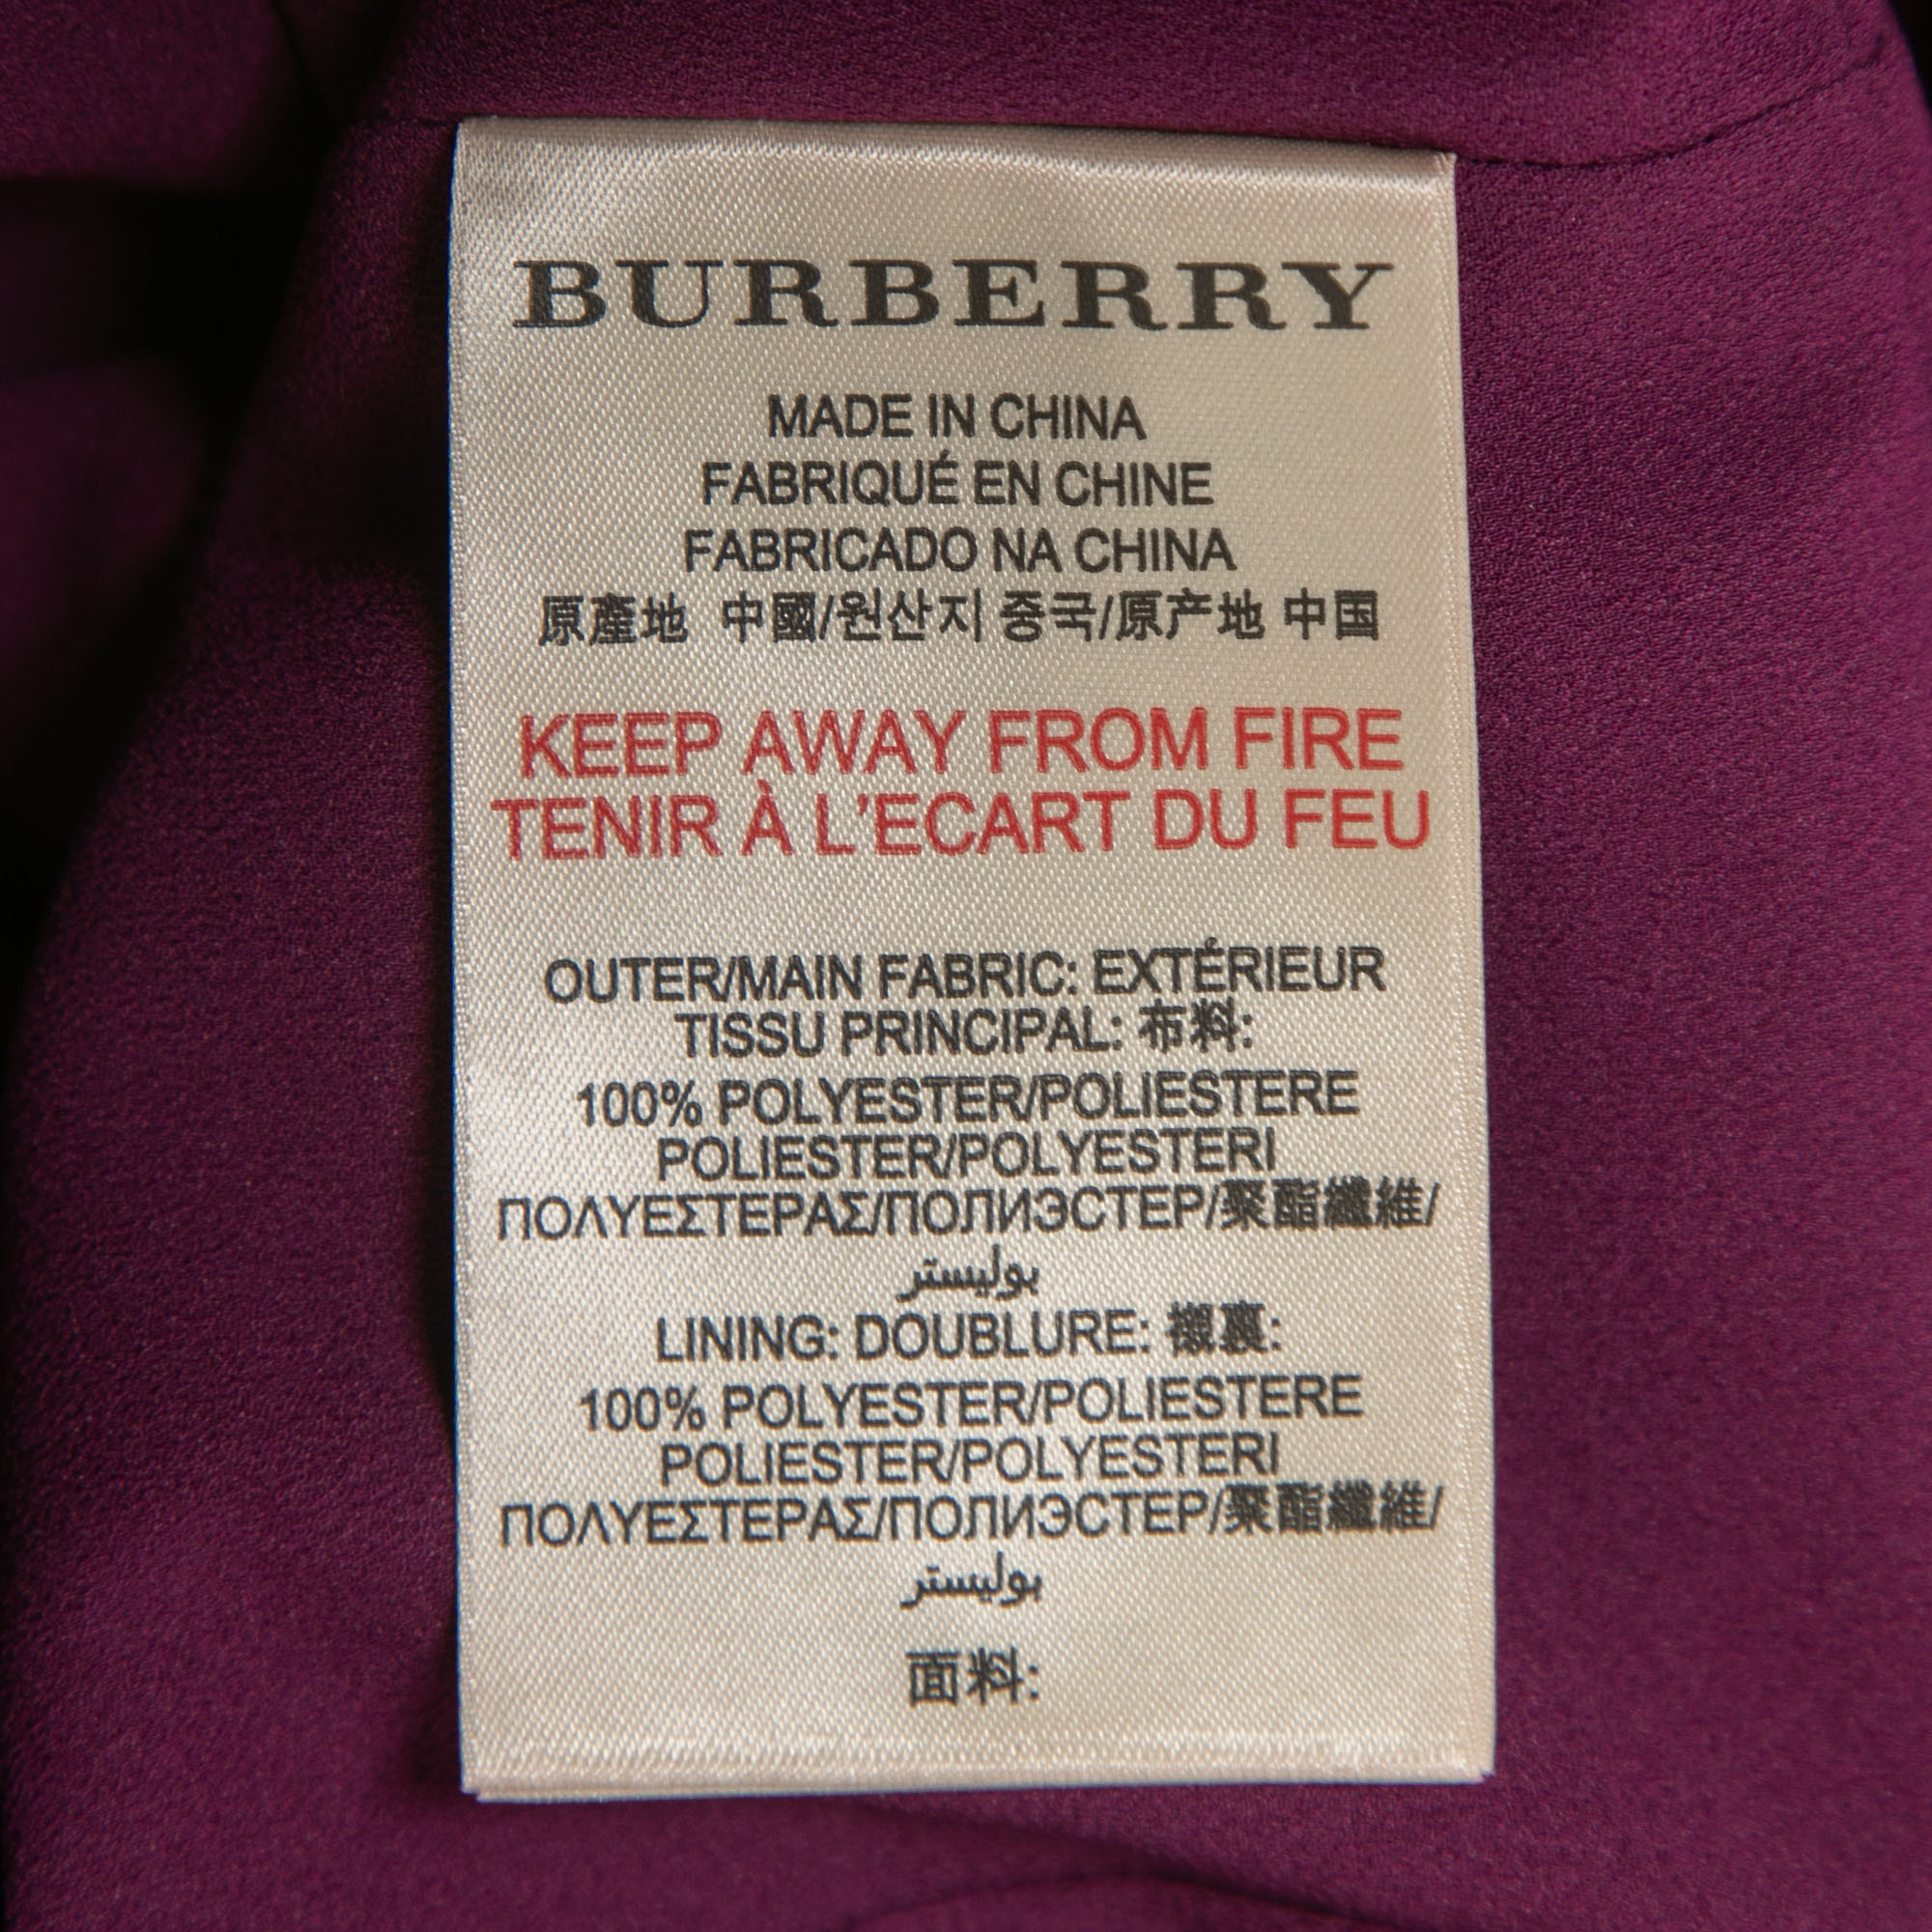 BURBERRY
MADE IN CHINA
FABRIQUÉ EN CHINE
FABRICADO NA CHINA
原產地 中國/원산지 중국/原产地 中国
KEEP AWAY FROM FIRE
TENIR À L'ECART DU FEU
OUTER/MAIN FABRIC: EXTÉRIEUR
TISSU PRINCIPAL: 布料:
100% POLYESTER/POLIESTERE
POLIESTER/POLYESTERI
ΠΟΛΥΕΣΤΕΡΑΣ/ПОЛИЭСТЕР/聚酯纖維/
بوليستر
LINING: DOUBLURE: 襯裏:
100% POLYESTER/POLIESTERE
POLIESTER/POLYESTERI
ΠΟΛΥΕΣΤΕΡΑΣ/ПОЛИЭСТЕР/聚酯纖維/
بوليستر
面料: